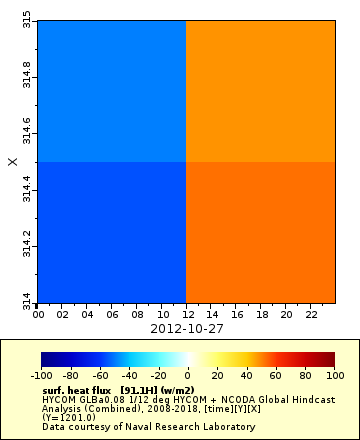 315
314.8
314.6
X
314.4
314.2
314
00 02 04 06 08 10 12 14 16 18 20 22
2012-10-27
-100 -80 -60 -40 -20 0 20 40 60 80 100
surf. heat flux [91.1H] (w/m2)
HYCOM GLBa0.08 1/12 deg HYCOM + NCODA Global Hindcast
Analysis (Combined), 2008-2018, [time][Y][X]
(Y=1201.0)
Data courtesy of Naval Research Laboratory